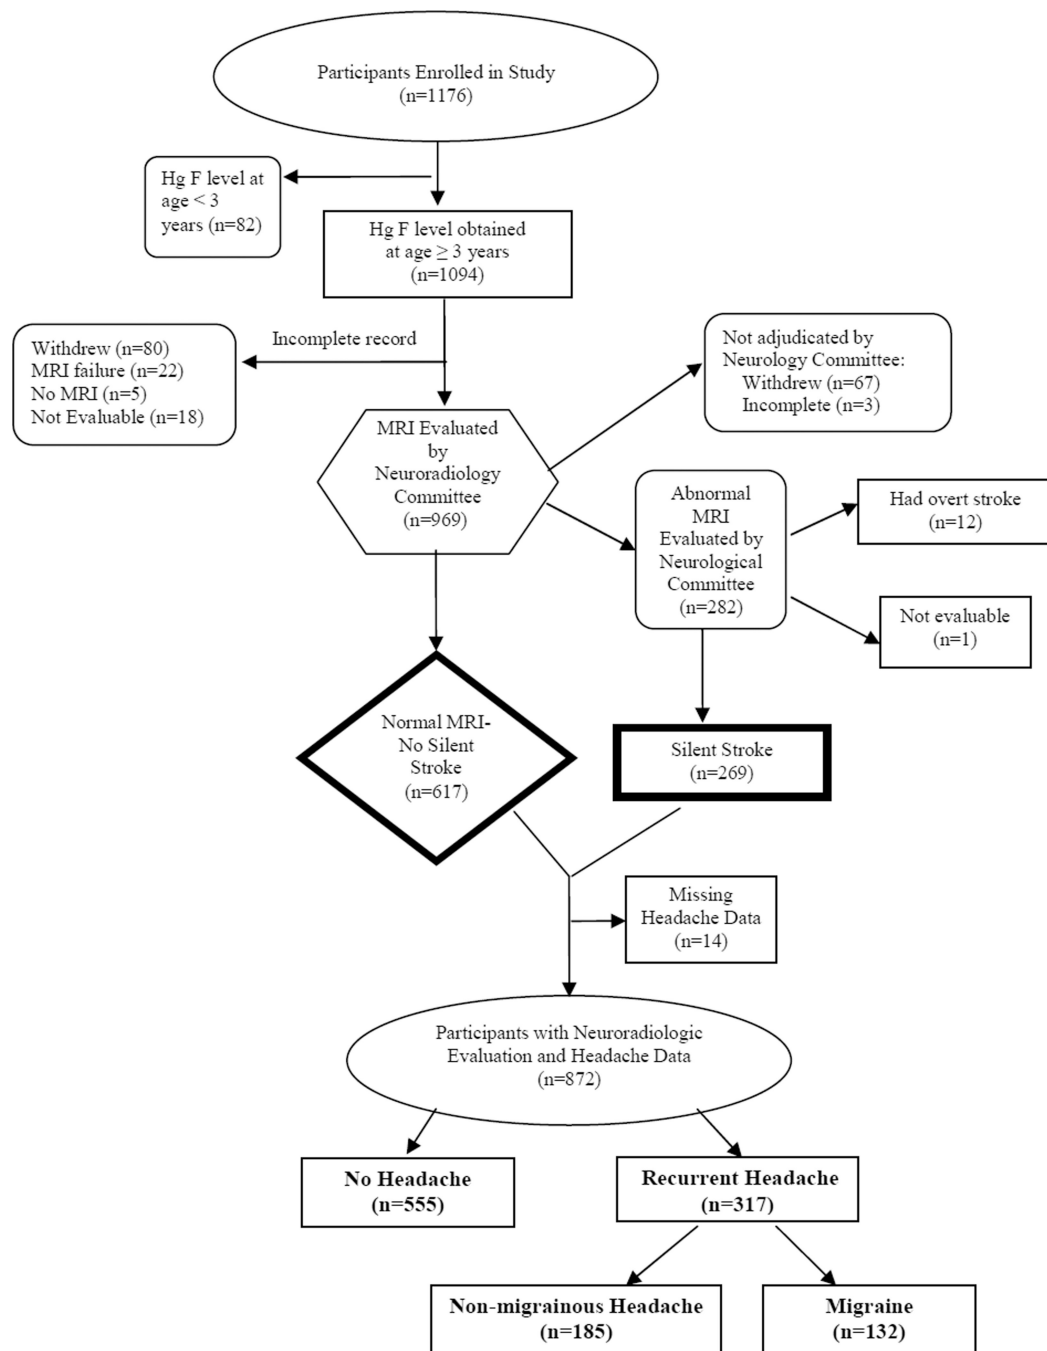 Participants Enrolled in Study
(n=1176)
Hg F level at
age < 3
years (n=82)
Hg F level obtained
at age ≥ 3 years
(n=1094)
Incomplete record
Withdrew (n=80)
MRI failure (n=22)
No MRI (n=5)
Not Evaluable (n=18)
Not adjudicated by
Neurology Committee:
Withdrew (n=67)
Incomplete (n=3)
MRI Evaluated
by
Neuroradiology
Committee
(n=969)
Abnormal
MRI
Evaluated by
Neurological
Committee
(n=282)
Had overt stroke
(n=12)
Not evaluable
(n=1)
Normal MRI-
No Silent
Stroke
(n=617)
Silent Stroke
(n=269)
Missing
Headache Data
(n=14)
Participants with Neuroradiologic
Evaluation and Headache Data
(n=872)
No Headache
(n=555)
Recurrent Headache
(n=317)
Non-migrainous Headache
(n=185)
Migraine
(n=132)